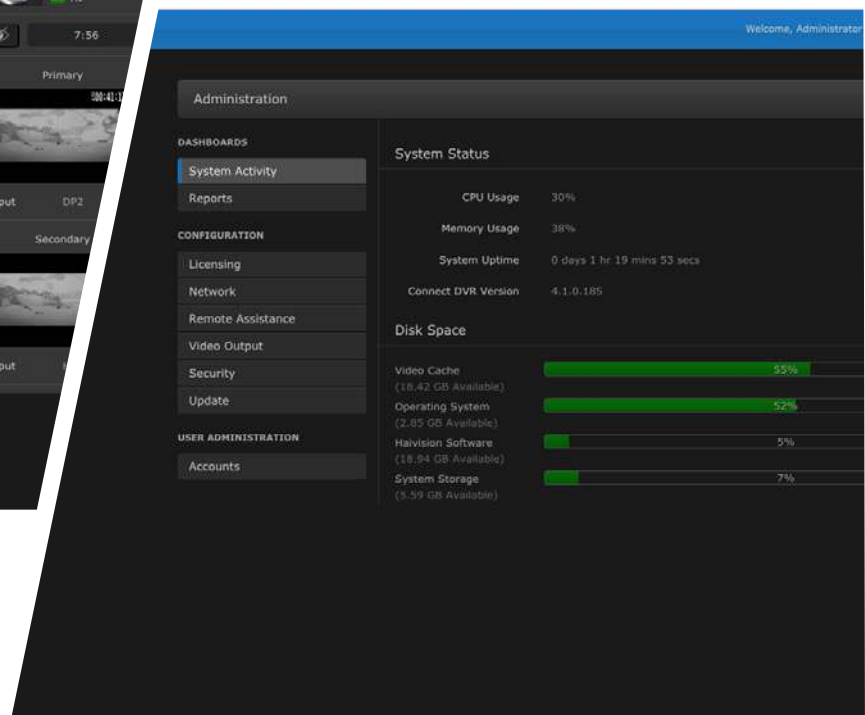 7:56
Primary
DP2
Secondary
Welcome, Administrator
Administration
DASHBOARDS
System Activity
Reports
CONFIGURATION
Licensing
Network
Remote Assistance
Video Output
Security
Update
USER ADMINISTRATION
Accounts
System Status
CPU Usage 30%
Memory Usage 38%
System Uptime 0 days 1 hr 19 mins 53 secs
Connect DVR Version 4.1.0.185
Disk Space
Video Cache 55%
(18.42 GB Available)
Operating System 52%
(2.85 GB Available)
Haivision Software 5%
(18.94 GB Available)
System Storage 7%
(5.59 GB Available)